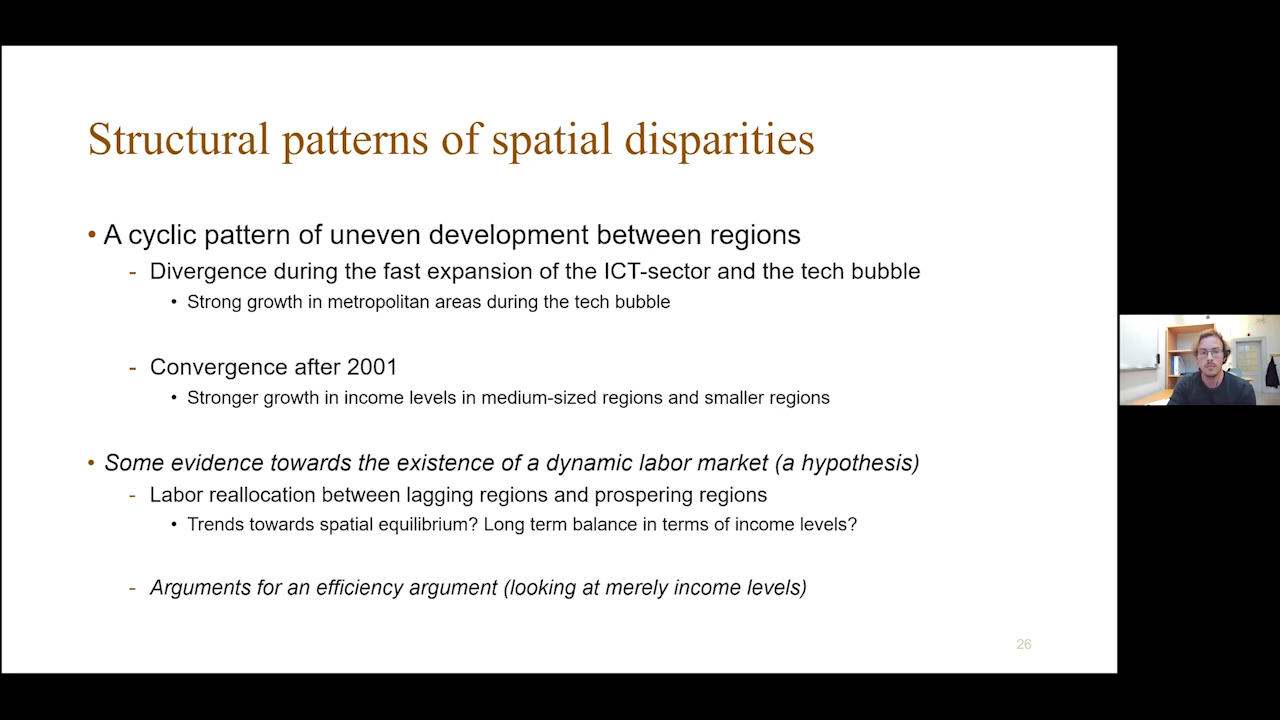 Structural patterns of spatial disparities
• A cyclic pattern of uneven development between regions
- Divergence during the fast expansion of the ICT-sector and the tech bubble
• Strong growth in metropolitan areas during the tech bubble
- Convergence after 2001
• Stronger growth in income levels in medium-sized regions and smaller regions
• Some evidence towards the existence of a dynamic labor market (a hypothesis)
- Labor reallocation between lagging regions and prospering regions
• Trends towards spatial equilibrium? Long term balance in terms of income levels?
- Arguments for an efficiency argument (looking at merely income levels)
26